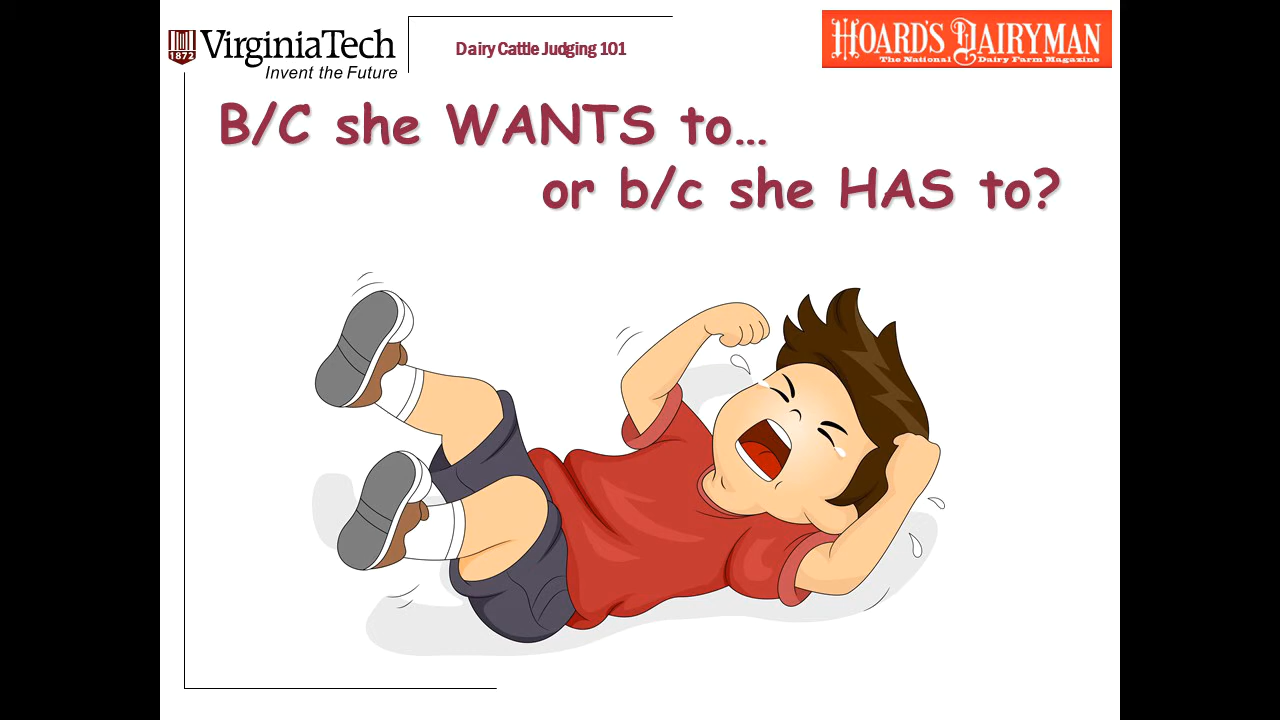 1872
VirginiaTech
Invent the Future
Dairy Cattle Judging 101
HOARD'S DAIRYMAN
The National Dairy Farm Magazine
B/C she WANTS to...
or b/c she HAS to?